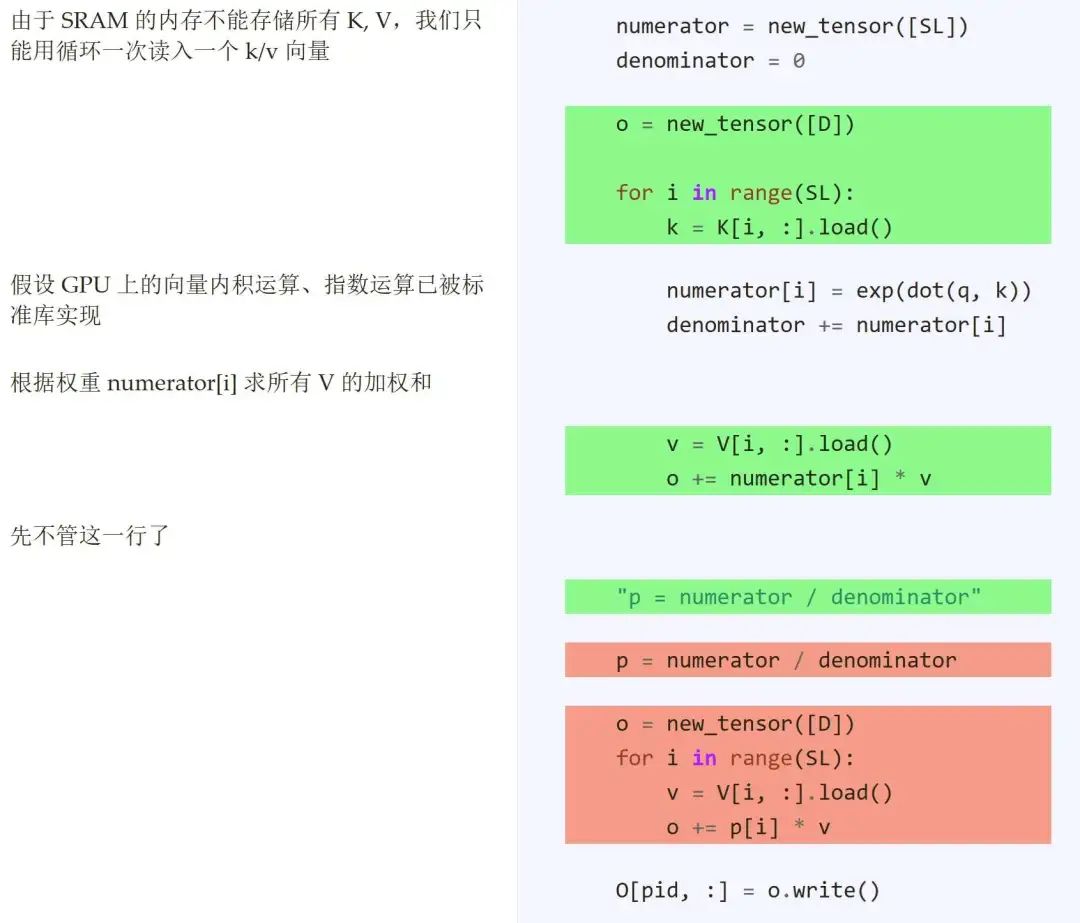 由于 SRAM 的内存不能存储所有 K, V，我们只
能用循环一次读入一个 k/v 向量
numerator = new_tensor([SL])
denominator = 0
o = new_tensor([D])
for i in range(SL):
k = K[i, :].load()
假设 GPU 上的向量内积运算、指数运算已被标
准库实现
numerator[i] = exp(dot(q, k))
denominator += numerator[i]
根据权重 numerator[i] 求所有 V 的加权和
v = V[i, :].load()
o += numerator[i] * v
先不管这一行了
"p = numerator / denominator"
p = numerator / denominator
o = new_tensor([D])
for i in range(SL):
v = V[i, :].load()
o += p[i] * v
O[pid, :] = o.write()